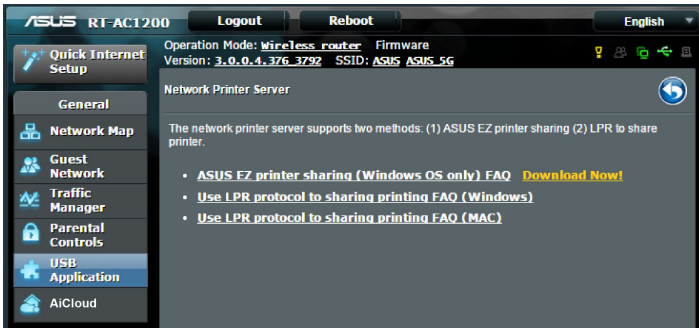 ASUS RT-AC1200 Logout Reboot English
Quick Internet
Setup
Operation Mode: Wireless router Firmware
Version: 3.0.0.4.376_3792 SSID: ASUS ASUS_5G
General
Network Map
Guest
Network
Traffic
Manager
Parental
Controls
USB
Application
AiCloud
Network Printer Server
The network printer server supports two methods: (1) ASUS EZ printer sharing (2) LPR to share
printer.
• ASUS EZ printer sharing (Windows OS only) FAQ Download Now!
• Use LPR protocol to sharing printing FAQ (Windows)
• Use LPR protocol to sharing printing FAQ (MAC)